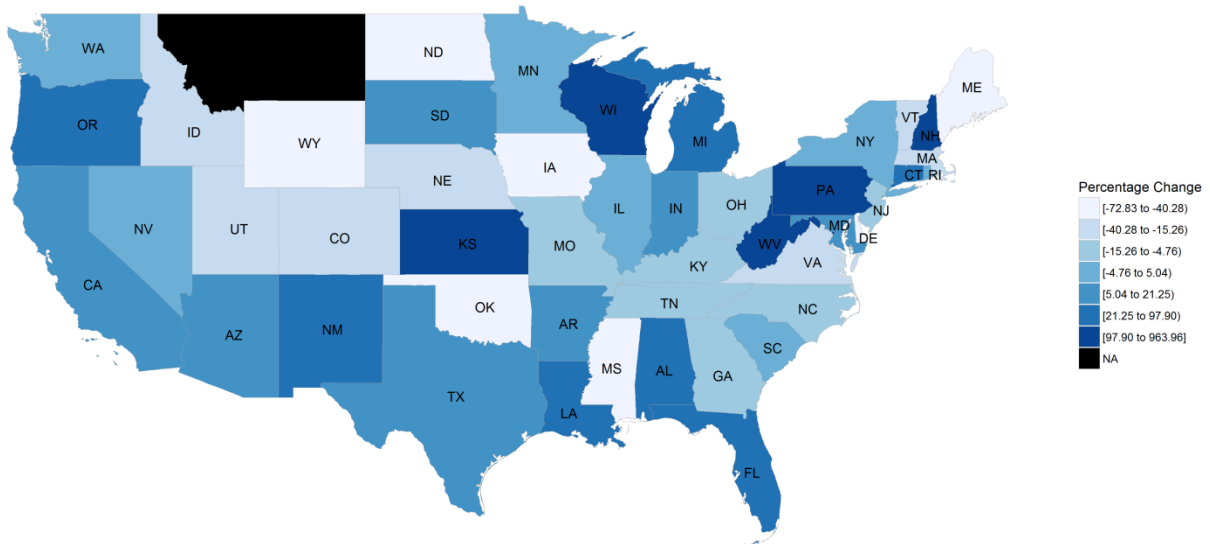 WA
ND
MN
ME
OR
ID
SD
WI
VT
NH
WY
MI
NY
MA
IA
CT
RI
NE
PA
NV
OH
NJ
IL
IN
UT
CO
MD
KS
MO
WV
DE
KY
VA
CA
OK
TN
NC
AZ
NM
AR
SC
MS
AL
GA
TX
LA
FL
Percentage Change
[-72.83 to -40.28)
[-40.28 to -15.26)
[-15.26 to -4.76)
[-4.76 to 5.04)
[5.04 to 21.25)
[21.25 to 97.90)
[97.90 to 963.96]
NA